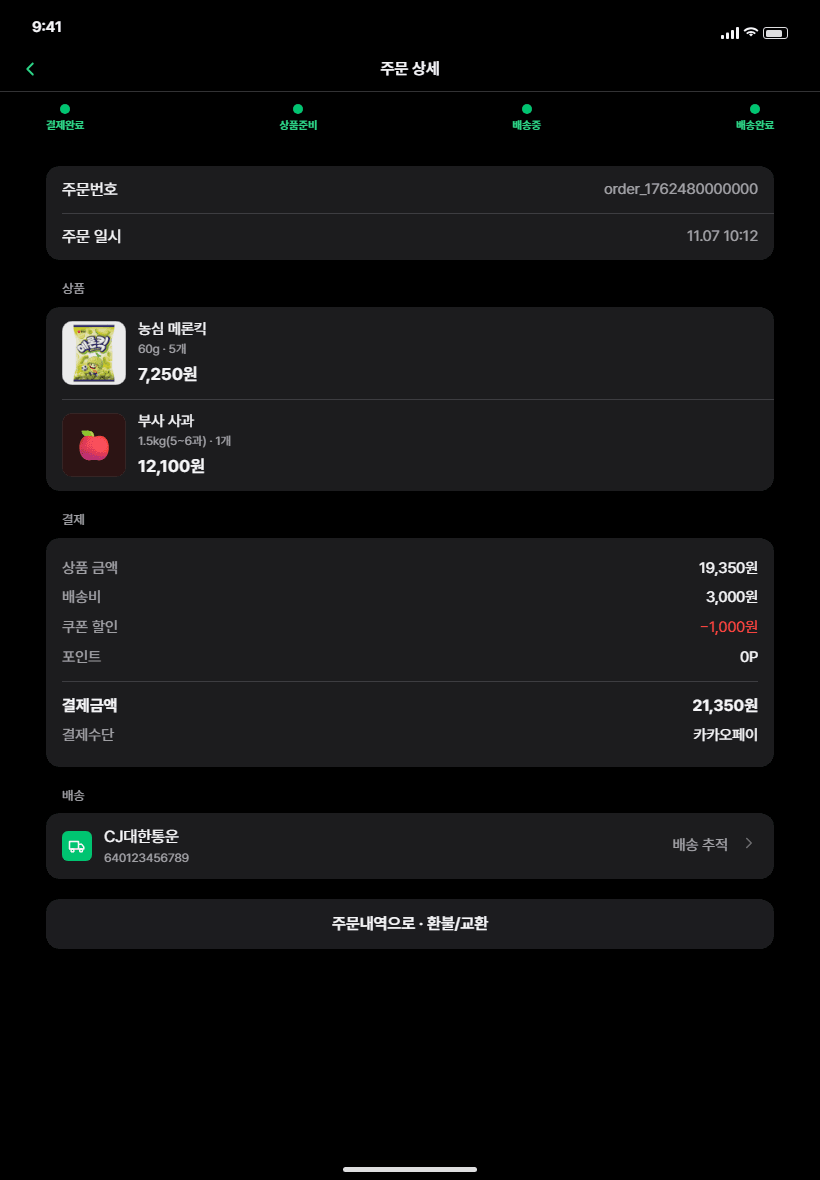 9:41
주문 상세
결제완료
상품준비
배송중
배송완료
주문번호
order_1762480000000
주문 일시
11.07 10:12
상품
메론킥
농심 메론킥
60g · 5개
7,250원
부사 사과
1.5kg(5~6과) · 1개
12,100원
결제
상품 금액
19,350원
배송비
3,000원
쿠폰 할인
−1,000원
포인트
0P
결제금액
21,350원
결제수단
카카오페이
배송
CJ대한통운
640123456789
배송 추적
주문내역으로 · 환불/교환